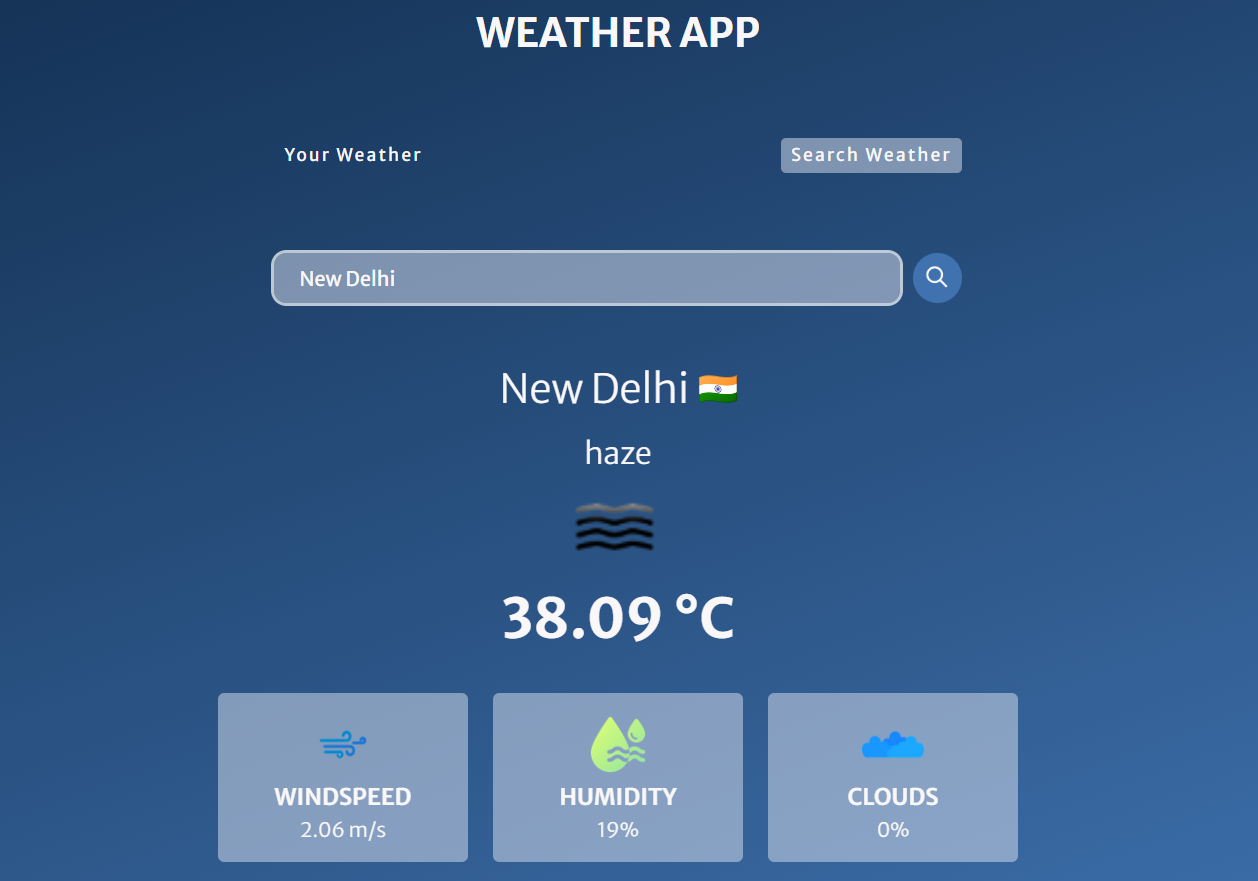 WEATHER APP
Your Weather
Search Weather
New Delhi
New Delhi
haze
38.09 °C
WINDSPEED
2.06 m/s
HUMIDITY
19%
CLOUDS
0%